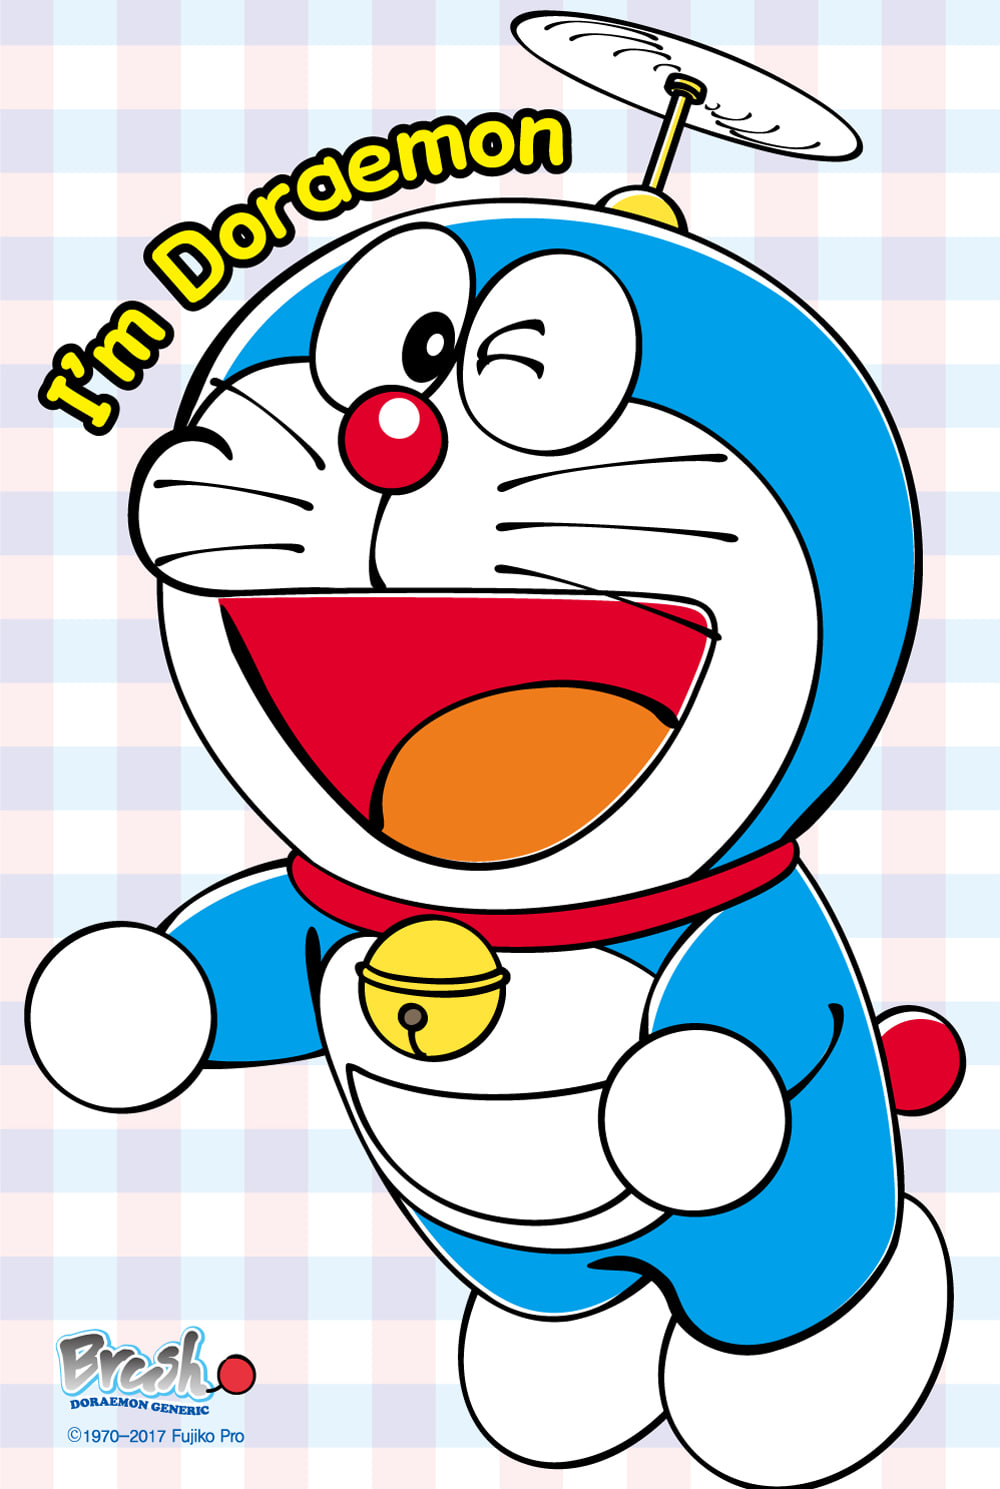 I'm Doraemon
Brush
DORAEMON GENERIC
©1970–2017 Fujiko Pro